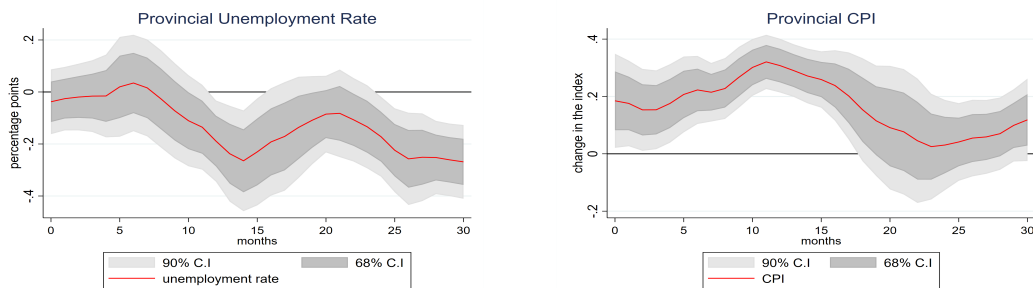 Provincial Unemployment Rate
percentage points
.2
0
-.2
-.4
0 5 10 15 20 25 30
months
90% C.I 68% C.I
unemployment rate
Provincial CPI
change in the index
.4
.2
0
-.2
0 5 10 15 20 25 30
months
90% C.I 68% C.I
CPI